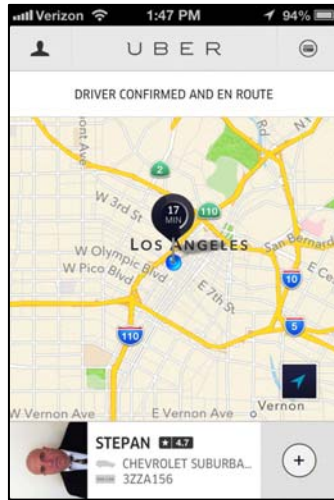 Verizon 1:47 PM 94%
UBER
DRIVER CONFIRMED AND EN ROUTE
2
W 3rd St
110
17
MIN
LOS ANGELES
San Bernard
W Olympic Blvd
W Pico Blvd
E 7th St
10
5
110
Vernon
W Vernon Ave
E Vernon Ave
STEPAN ★ 4.7
CHEVROLET SUBURBA...
3ZZA156